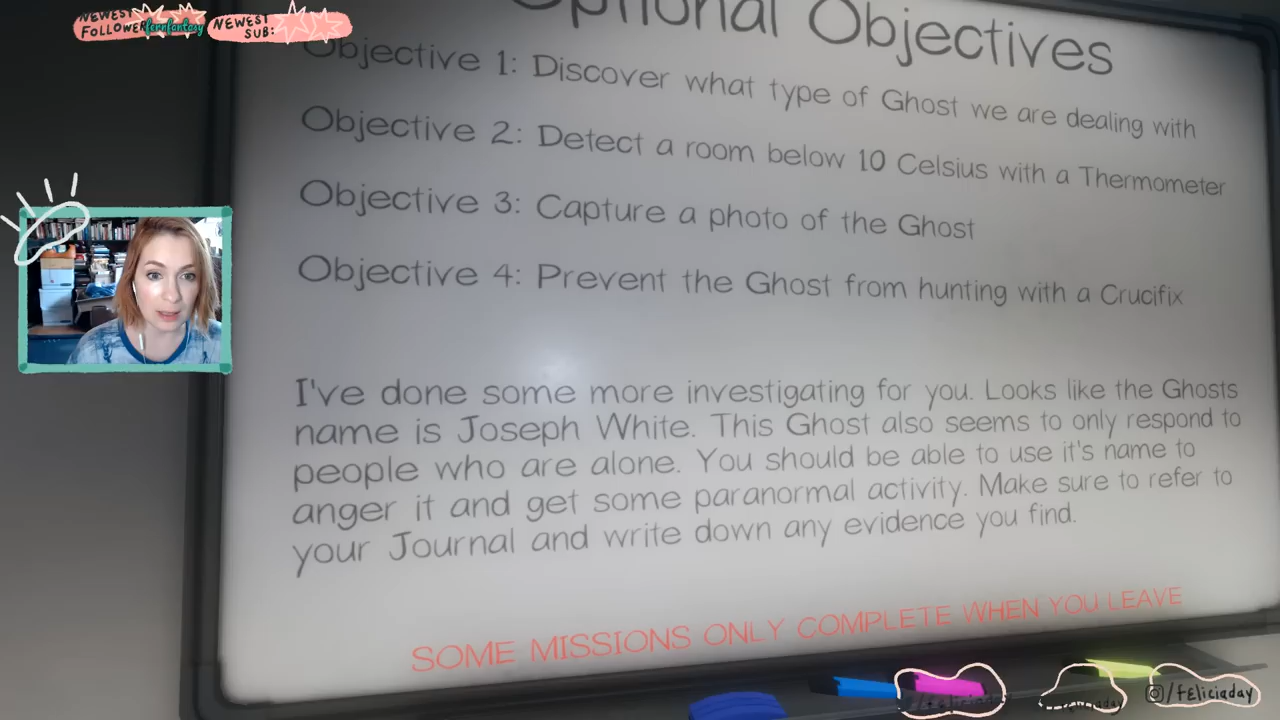 NEWEST
FOLLOWER fernfantasy
NEWEST
SUB:
Optional Objectives
Objective 1: Discover what type of Ghost we are dealing with
Objective 2: Detect a room below 10 Celsius with a Thermometer
Objective 3: Capture a photo of the Ghost
Objective 4: Prevent the Ghost from hunting with a Crucifix
I've done some more investigating for you. Looks like the Ghosts
name is Joseph White. This Ghost also seems to only respond to
people who are alone. You should be able to use it's name to
anger it and get some paranormal activity. Make sure to refer to
your Journal and write down any evidence you find.
SOME MISSIONS ONLY COMPLETE WHEN YOU LEAVE
/feliciaday